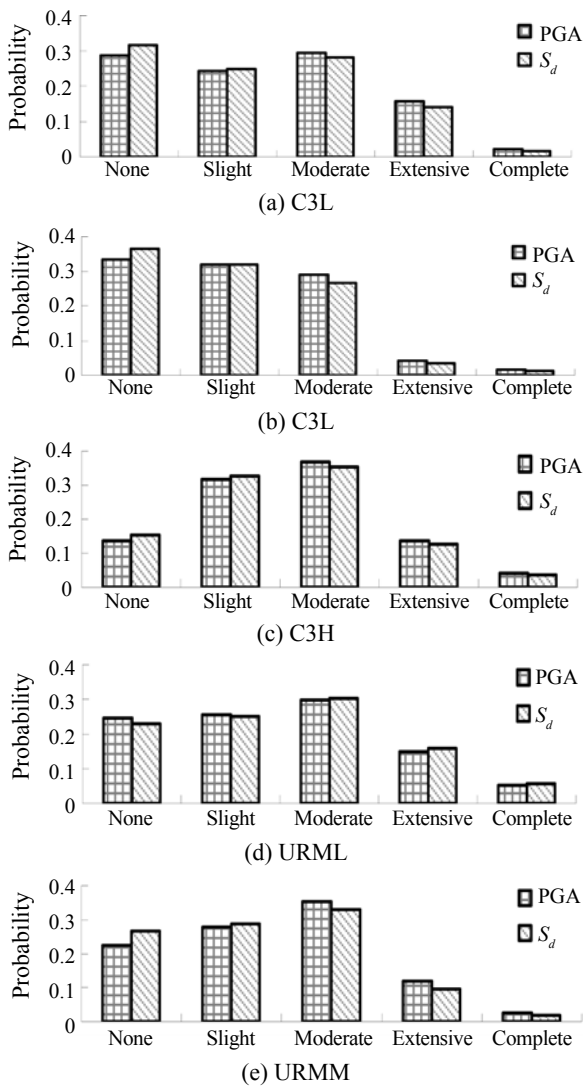 Probability
0.4
0.3
0.2
0.1
0
PGA
S_d
None Slight Moderate Extensive Complete
(a) C3L
Probability
0.4
0.3
0.2
0.1
0
PGA
S_d
None Slight Moderate Extensive Complete
(b) C3L
Probability
0.4
0.3
0.2
0.1
0
PGA
S_d
None Slight Moderate Extensive Complete
(c) C3H
Probability
0.4
0.3
0.2
0.1
0
PGA
S_d
None Slight Moderate Extensive Complete
(d) URML
Probability
0.4
0.3
0.2
0.1
0
PGA
S_d
None Slight Moderate Extensive Complete
(e) URMM